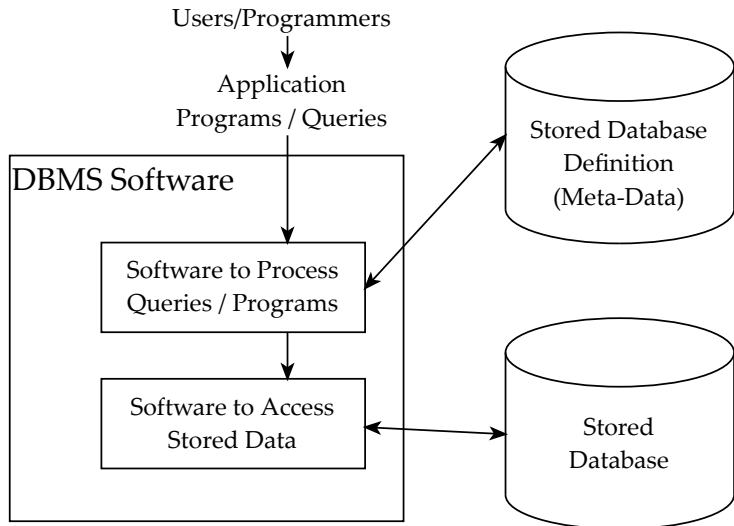 Users/Programmers
Application
Programs / Queries
DBMS Software
Software to Process
Queries / Programs
Software to Access
Stored Data
Stored Database
Definition
(Meta-Data)
Stored
Database